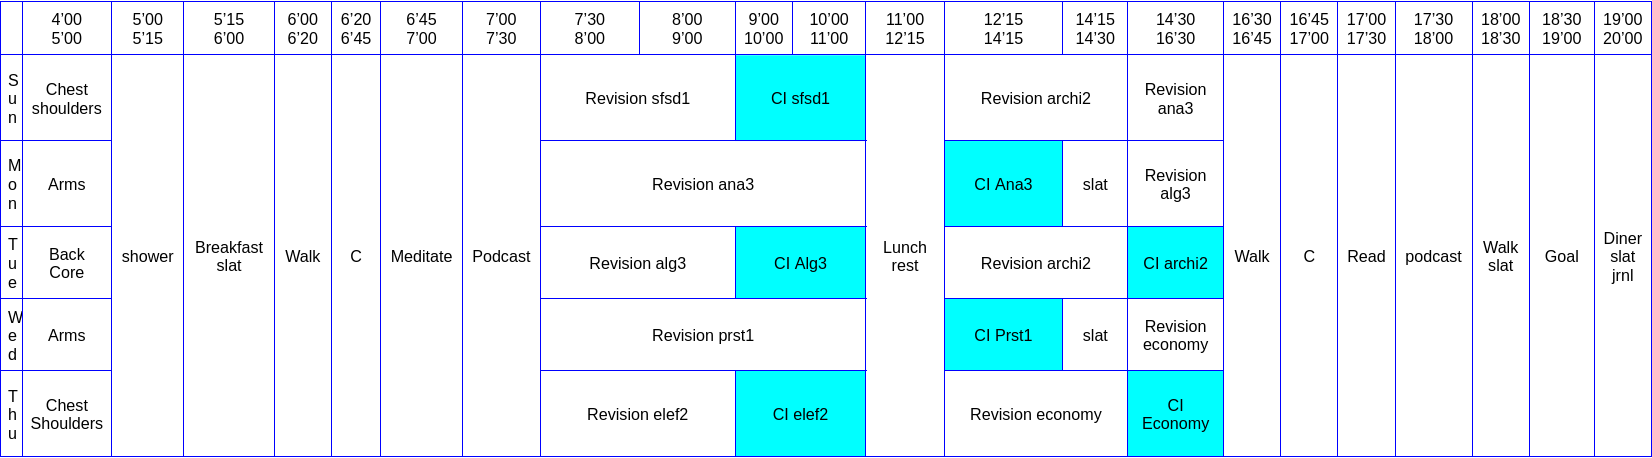 4’00 5’00 5’15 6’00 6’20 6’45 7’00 7’30 8’00 9’00 10’00 11’00 12’15 14’15 14’30 16’30 16’45 17’00 17’30 18’00 18’30 19’00
5’00 5’15 6’00 6’20 6’45 7’00 7’30 8’00 9’00 10’00 11’00 12’15 14’15 14’30 16’30 16’45 17’00 17’30 18’00 18’30 19’00 20’00
Sun
Chest
shoulders
Revision sfsd1
CI sfsd1
Revision archi2
Revision
ana3
Mon
Arms
Revision ana3
CI Ana3
slat
Revision
alg3
Tue
Back
Core
shower
Breakfast
slat
Walk
C
Meditate
Podcast
Revision alg3
CI Alg3
Lunch
rest
Revision archi2
CI archi2
Walk
C
Read
podcast
Walk
slat
Goal
Diner
slat
jrnl
Wed
Arms
Revision prst1
CI Prst1
slat
Revision
economy
Thu
Chest
Shoulders
Revision elef2
CI elef2
Revision economy
CI
Economy